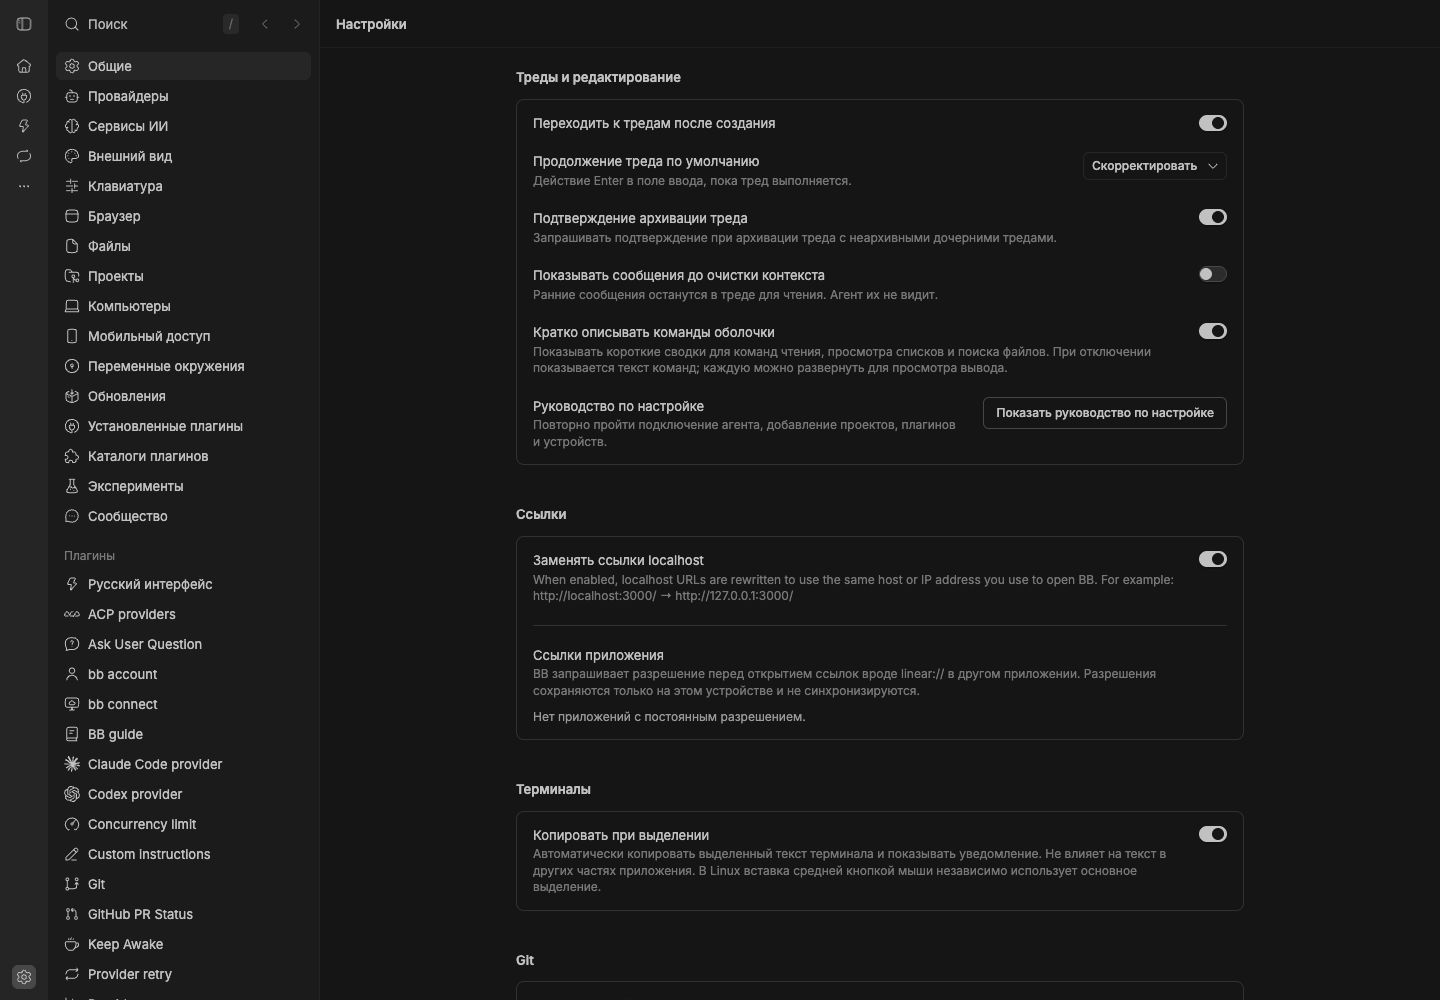 Поиск
/
Общие
Провайдеры
Сервисы ИИ
Внешний вид
Клавиатура
Браузер
Файлы
Проекты
Компьютеры
Мобильный доступ
Переменные окружения
Обновления
Установленные плагины
Каталоги плагинов
Эксперименты
Сообщество
Плагины
Русский интерфейс
ACP providers
Ask User Question
bb account
bb connect
BB guide
Claude Code provider
Codex provider
Concurrency limit
Custom instructions
Git
GitHub PR Status
Keep Awake
Provider retry
Настройки
Треды и редактирование
Переходить к тредам после создания
Продолжение треда по умолчанию
Действие Enter в поле ввода, пока тред выполняется.
Скорректировать
Подтверждение архивации треда
Запрашивать подтверждение при архивации треда с неархивными дочерними тредами.
Показывать сообщения до очистки контекста
Ранние сообщения останутся в треде для чтения. Агент их не видит.
Кратко описывать команды оболочки
Показывать короткие сводки для команд чтения, просмотра списков и поиска файлов. При отключении
показывается текст команд; каждую можно развернуть для просмотра вывода.
Руководство по настройке
Повторно пройти подключение агента, добавление проектов, плагинов
и устройств.
Показать руководство по настройке
Ссылки
Заменять ссылки localhost
When enabled, localhost URLs are rewritten to use the same host or IP address you use to open BB. For example:
http://localhost:3000/ → http://127.0.0.1:3000/
Ссылки приложения
BB запрашивает разрешение перед открытием ссылок вроде linear:// в другом приложении. Разрешения
сохраняются только на этом устройстве и не синхронизируются.
Нет приложений с постоянным разрешением.
Терминалы
Копировать при выделении
Автоматически копировать выделенный текст терминала и показывать уведомление. Не влияет на текст в
других частях приложения. В Linux вставка средней кнопкой мыши независимо использует основное
выделение.
Git